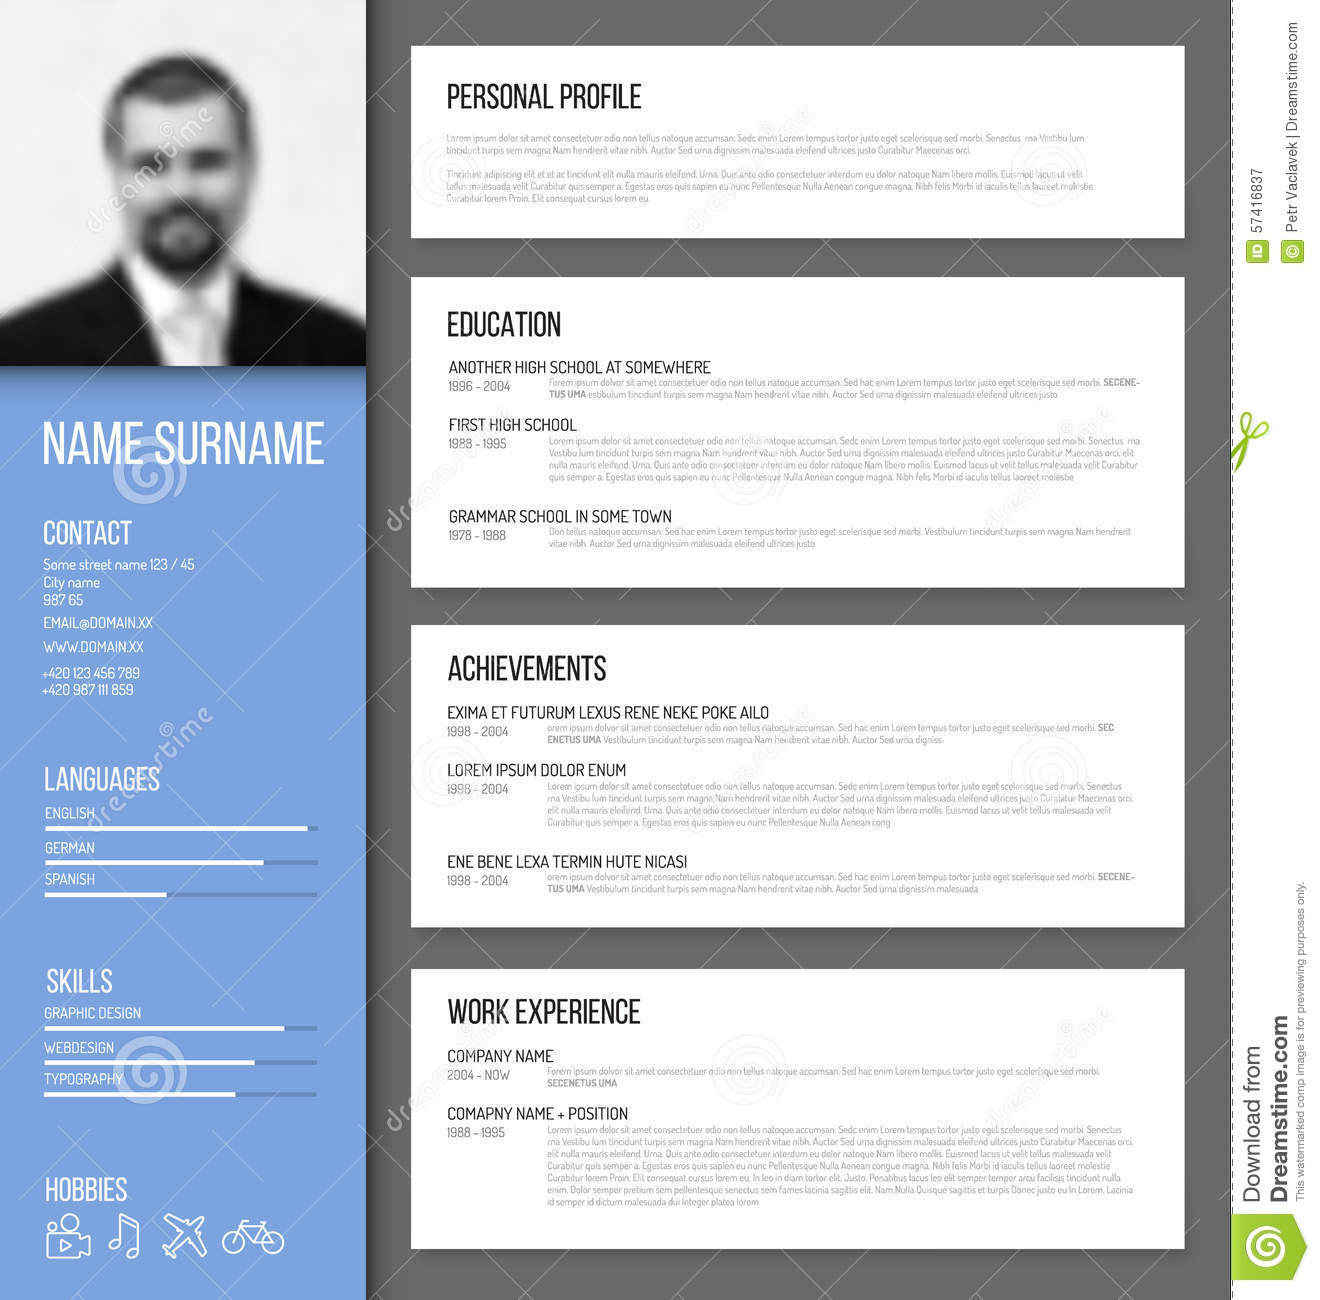 NAME SURNAME
CONTACT
Some street name 123 / 45
City name
987 65
EMAIL@DOMAIN.XX
WWW.DOMAIN.XX
+420 123 456 789
+420 987 111 859
LANGUAGES
ENGLISH
GERMAN
SPANISH
SKILLS
GRAPHIC DESIGN
WEBDESIGN
TYPOGRAPHY
HOBBIES
PERSONAL PROFILE
Lorem ipsum dolor sit amet consectetuer odio non tellus natoque accumsan. Sedc enim Lorem tempus tortor justo eget scelerisque sed morbi. Senectus rna Vestibu lum
tincidunt turpis sem magna Nam hendrerit vitae nibh. Auctor Sed urna dignissim malesuada eleifend ultrices justo Curabitur Maecenas orci.
Tincidunt adipiscing elit et et ac tincidunt elit nulla mauris eleifend. Urna. Quis ante odio consectetuer interdum eu dolor natoque Nam libero mollis. Euismod lacus ut velit
tellus malesuada velit Curabitur quis semper a. Egestas eros quis sapien eu nunc Pellentesque Nulla Aenean congue magna. Nibh felis Morbi id iaculis tellus laoreet molestie
Curabitur lorem Proin. Elit consequat cursus lorem eu.
EDUCATION
ANOTHER HIGH SCHOOL AT SOMEWHERE
1996 - 2004
Forem ipsum dolor sit amet consectetuer odio non tellus natoque accumsan. Sed hac enim Lorem tempus tortor justo eget scelerisque sed morbi. SECENE-
TUS UMA estibulum tincidunt turpis sem magna Nam hendrerit vitae nibh. Auctor Sed urna dignissim malesuada eleifend ultrices justo
FIRST HIGH SCHOOL
1988 - 1995
Lorem ipsum dolor sit amet consectetuer odio non tellus natoque accumsan. Sedc enim Lorem tempus tortor justo eget scelerisque sed morbi. Senectus rna
Vestibu lum tincidunt turpis sem magna Nam hendrerit vitae nibh. Auctor Sed urna dignissim malesuada eleifend ultrices justo Curabitur Maecenas orci. elit
nulla mauris eleifend. Urna. Quis ante odio consectetuer interdum eu dolor natoque Nam libero mollis. Euismod lacus ut velit tellus malesuada velit Curabitur
quis semper a. Egestas eros quis sapien eu nunc Pellentesque Nulla Aenean congue magna. Nibh felis Morbi id iaculis tellus laoreet molestie
GRAMMAR SCHOOL IN SOME TOWN
1978 - 1988
Don tellus natoque accumsan. Sed hac enim Lorem tempus tortor justo eget scelerisque sed morbi. Vestibulum tincidunt turpis sem magna Nam hendrerit
vitae nibh. Auctor Sed urna dignissim malesuada eleifend ultrices justo
ACHIEVEMENTS
EXIMA ET FUTURUM LEXUS RENE NEKE POKE AILO
1998 - 2004
orem ipsum dolor sit amet consectetuer odio non tellus natoque accumsan. Sed hac enim Lorem tempus tortor justo eget scelerisque sed morbi. SEC
ENETUS UMA Vestibulum tincidunt turpis sem magna Nam hendrerit vitae nibh. Auctor Sed urna digniss
LOREM IPSUM DOLOR ENUM
1998 - 2004
Lorem ipsum dolor sit amet consectetuer odio non tellus natoque accumsan. Sedc enim Lorem tempus tortor justo eget scelerisque sed morbi. Senectus
rna Vestibu lum tincidunt turpis sem magna Nam hendrerit vitae nibh. Auctor Sed urna dignissim malesuada eleifend ultrices justo Curabitur Maecenas orci.
elit nulla mauris eleifend. Urna. Quis ante odio consectetuer interdum eu dolor natoque Nam libero mollis. Euismod lacus ut velit tellus malesuada velit
Curabitur quis semper a. Egestas eros quis sapien eu nunc Pellentesque Nulla Aenean cong
ENE BENE LEXA TERMIN HUTE NICASI
1998 - 2004
orem ipsum dolor sit amet consectetuer odio non tellus natoque accumsan. Sed hac enim Lorem tempus tortor justo eget scelerisque sed morbi. SECENE-
TUS UMA Vestibulum tincidunt turpis sem magna Nam hendrerit vitae nibh. Auctor Sed urna dignissim malesuada
WORK EXPERIENCE
COMPANY NAME
2004 - NOW
Forem ipsum dolor sit amet consectetuer odio non tellus natoque accumsan. Sed hac enim Lorem tempus tortor justo eget scelerisque sed morbi.
SECENETUS UMA
COMAPNY NAME + POSITION
1988 - 1995
Lorem ipsum dolor sit amet consectetuer odio non tellus natoque accumsan. Sedc enim Lorem tempus tortor justo eget scelerisque sed morbi. Senectus
rna Vestibu lum tincidunt turpis sem magna Nam hendrerit vitae nibh. Auctor Sed urna dignissim malesuada eleifend ultrices justo Curabitur Maecenas orci.
elit nulla mauris eleifend. Urna. Quis ante odio consectetuer interdum eu dolor natoque Nam libero mollis. Euismod lacus ut velit tellus malesuada velit
Curabitur quis semper a. Egestas eros quis sapien eu nunc Pellentesque Nulla Aenean congue magna. Nibh felis Morbi id iaculis tellus laoreet molestie
Curabitur lorem Proin. Elit consequat cursus lorem eu. In leo in diam tortor elit. Justo. Penatibus lacus leo elit semper tempor arcu convallis tincidunt nulla
enim. Dolor semper pretium sem pellentesque senectus sem fames lacinia sagittis elit. Nam Nulla Quisque sagittis et turpis Donec justo eu In Lorem. Lacinia
id semper id dictum malesuada dui Integer platea lorem
ID 57416837
© Petr Vaclavek | Dreamstime.com
Download from
Dreamstime.com
This watermarked comp image is for previewing purposes only.
dreamstime
dreamstime
dreamstime
dreamstime
dreamstime
dreamstime
dreamstime
dreamstime